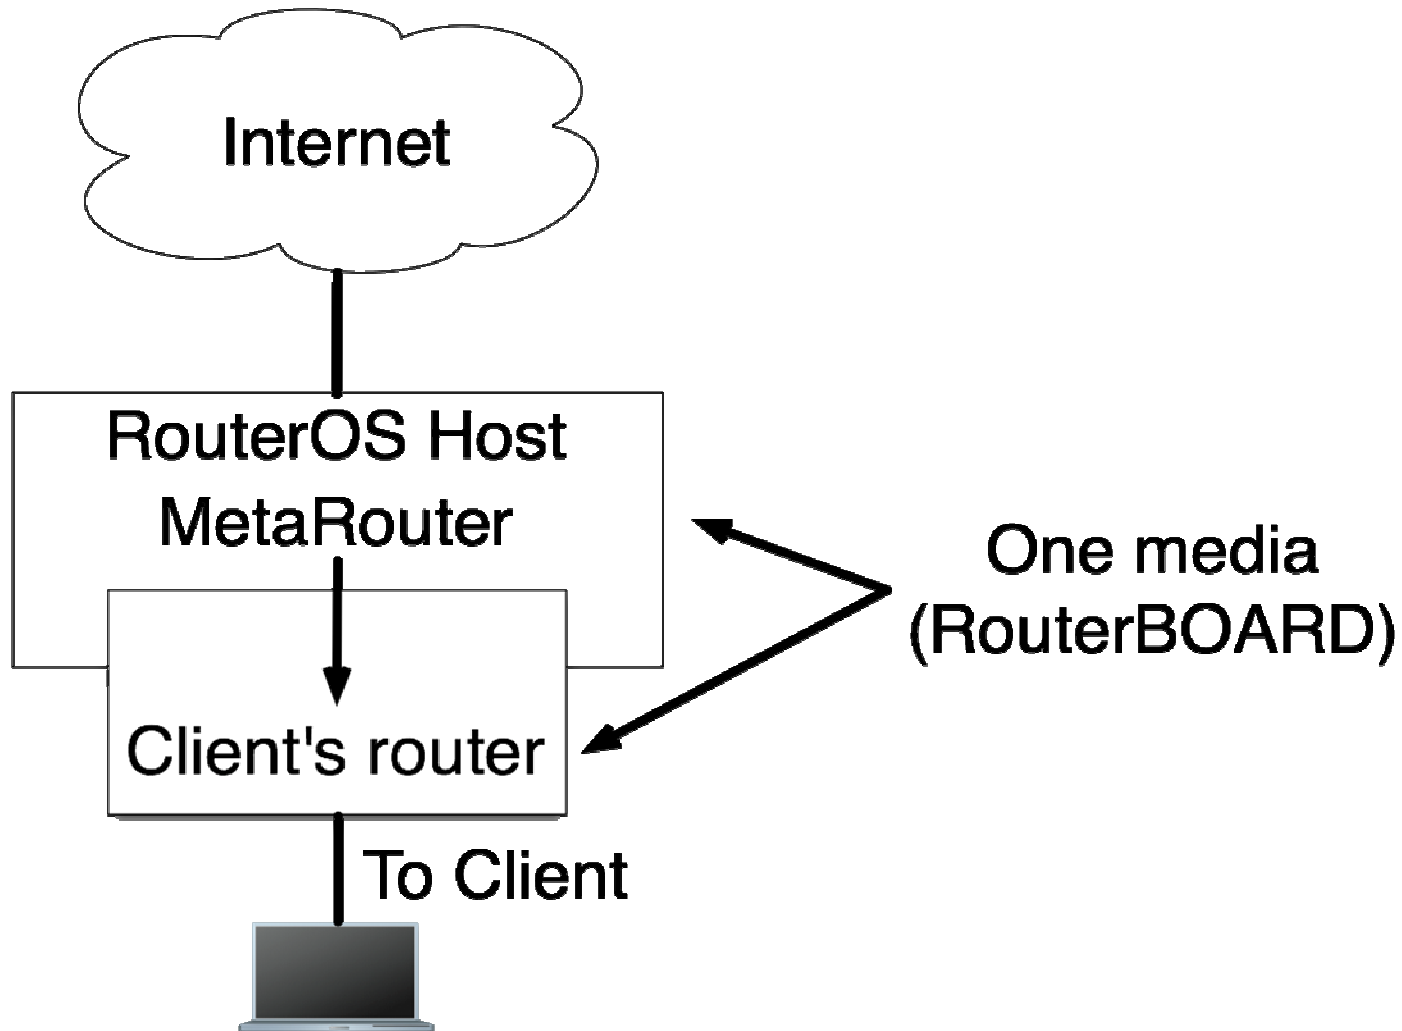 Internet
RouterOS Host
MetaRouter
One media
(RouterBOARD)
Client's router
To Client